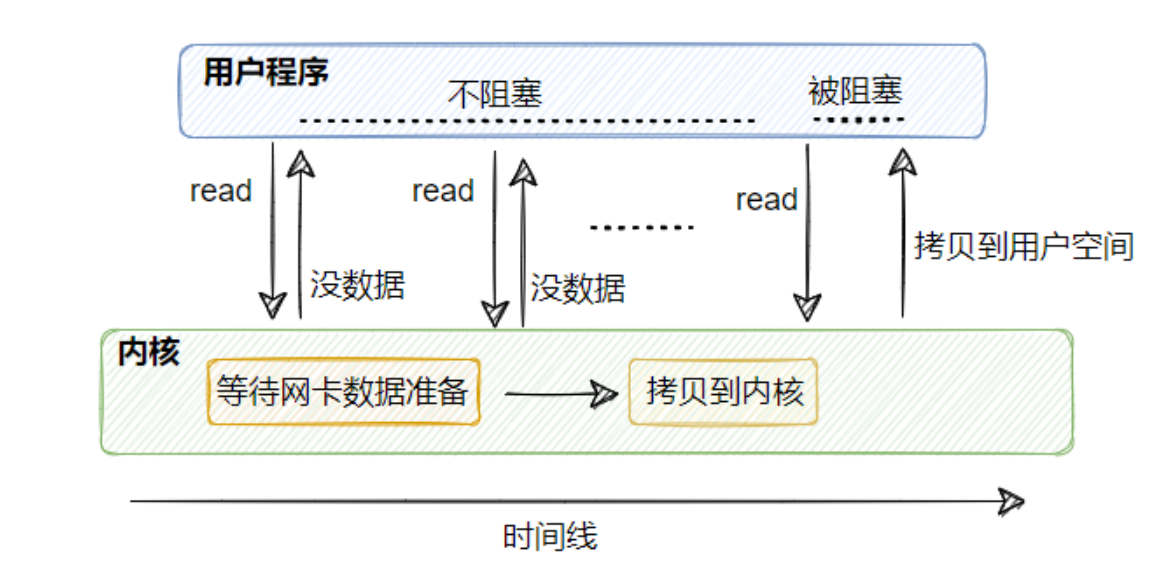 用户程序
不阻塞
被阻塞
read
read
read
没数据
没数据
拷贝到用户空间
内核
等待网卡数据准备
拷贝到内核
时间线